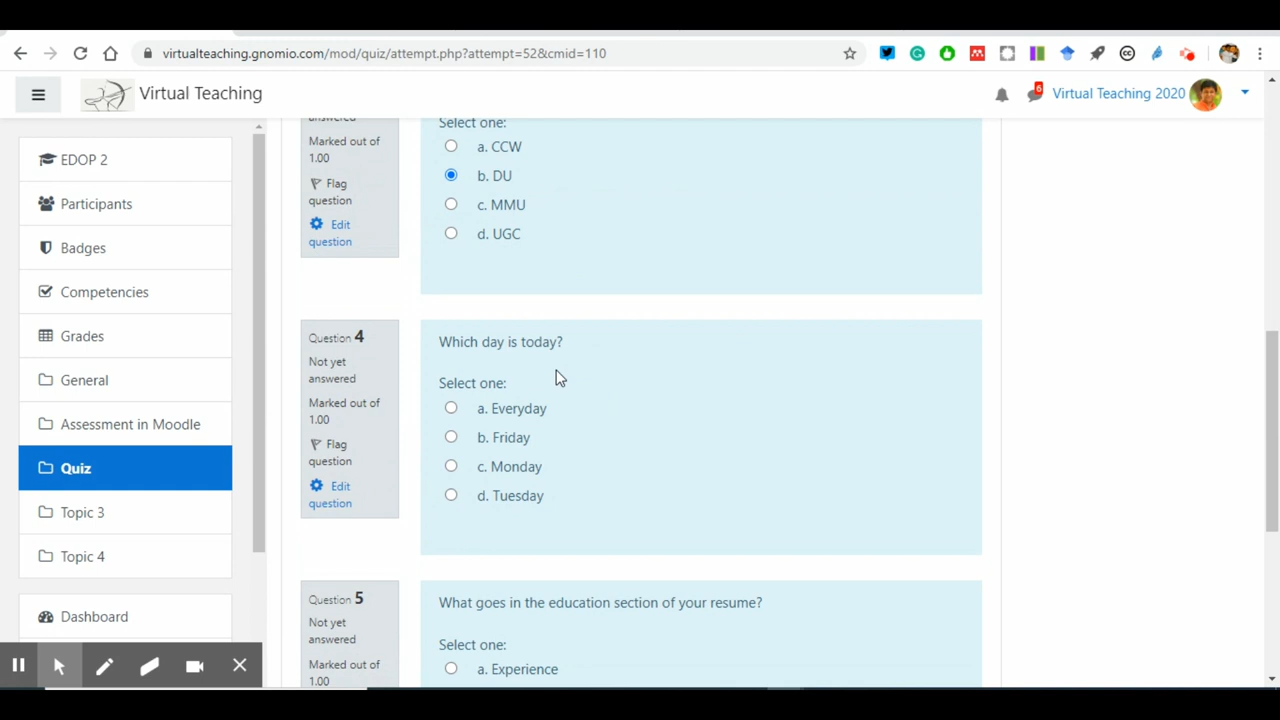 virtualteaching.gnomio.com/mod/quiz/attempt.php?attempt=52&cmid=110
Virtual Teaching
6
Virtual Teaching 2020
EDOP 2
Participants
Badges
Competencies
Grades
General
Assessment in Moodle
Quiz
Topic 3
Topic 4
Dashboard
answered
Marked out of
1.00
Flag
question
Edit
question
Select one:
a. CCW
b. DU
c. MMU
d. UGC
Question 4
Not yet
answered
Marked out of
1.00
Flag
question
Edit
question
Which day is today?
Select one:
a. Everyday
b. Friday
c. Monday
d. Tuesday
Question 5
Not yet
answered
Marked out of
1.00
What goes in the education section of your resume?
Select one:
a. Experience